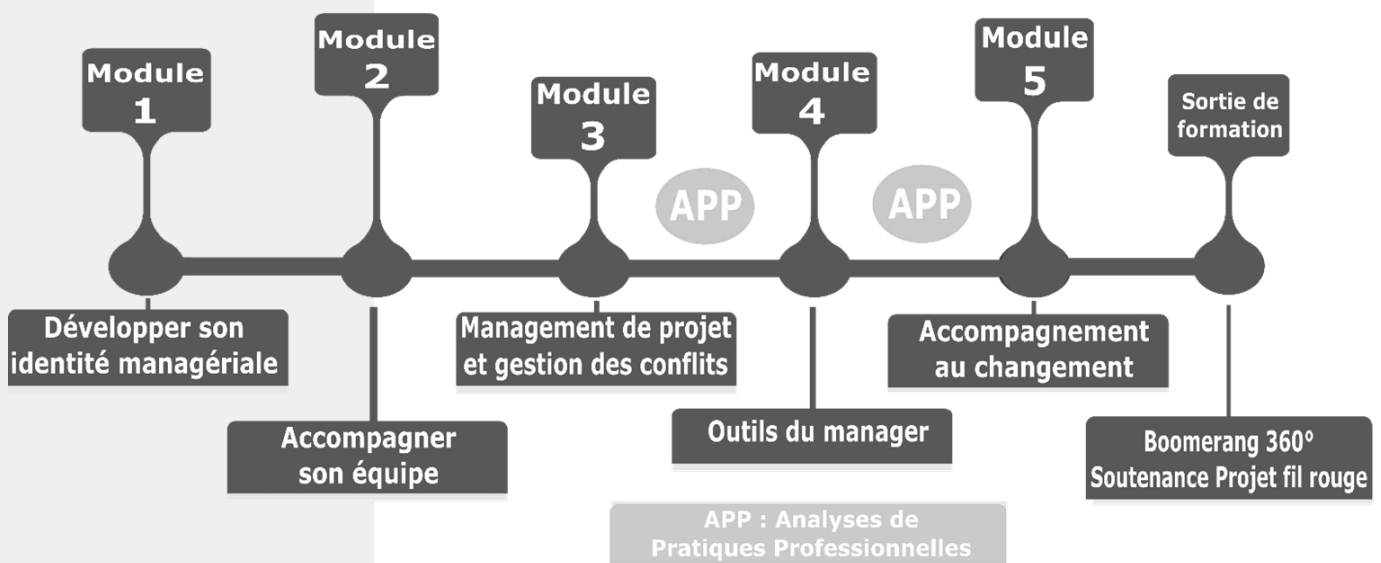 Module
1
Module
2
Module
3
Module
4
Module
5
Sortie de
formation
APP
APP
Développer son
identité managériale
Accompagner
son équipe
Management de projet
et gestion des conflits
Outils du manager
Accompagnement
au changement
Boomerang 360°
Soutenance Projet fil rouge
APP : Analyses de
Pratiques Professionnelles